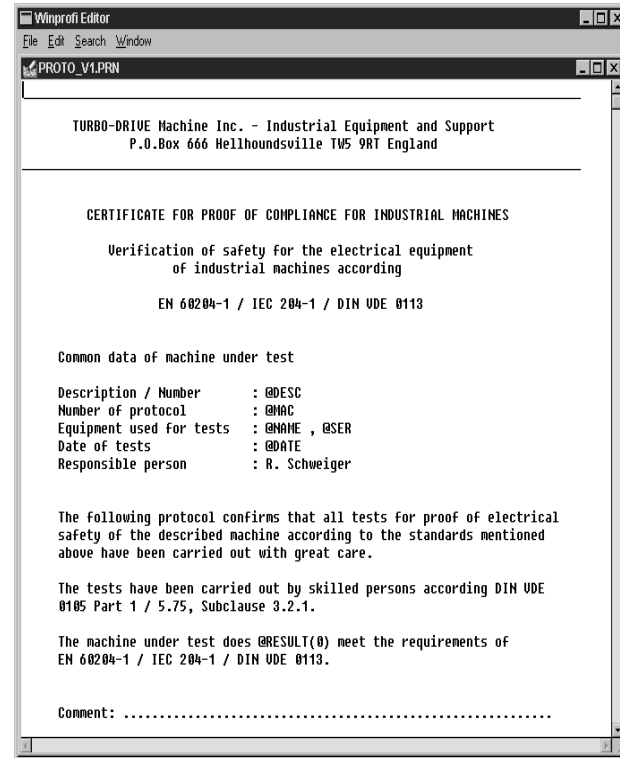 Winprofi Editor
File Edit Search Window
PROTO_V1.PRN
TURBO-DRIVE Machine Inc. - Industrial Equipment and Support
P.O.Box 666 Hellhoundsville TW5 9RT England
CERTIFICATE FOR PROOF OF COMPLIANCE FOR INDUSTRIAL MACHINES
Verification of safety for the electrical equipment
of industrial machines according
EN 60204-1 / IEC 204-1 / DIN VDE 0113
Common data of machine under test
Description / Number : @DESC
Number of protocol : @MAC
Equipment used for tests : @NAME , @SER
Date of tests : @DATE
Responsible person : R. Schweiger
The following protocol confirms that all tests for proof of electrical
safety of the described machine according to the standards mentioned
above have been carried out with great care.
The tests have been carried out by skilled persons according DIN VDE
0105 Part 1 / 5.75, Subclause 3.2.1.
The machine under test does @RESULT(0) meet the requirements of
EN 60204-1 / IEC 204-1 / DIN VDE 0113.
Comment: ............................................................